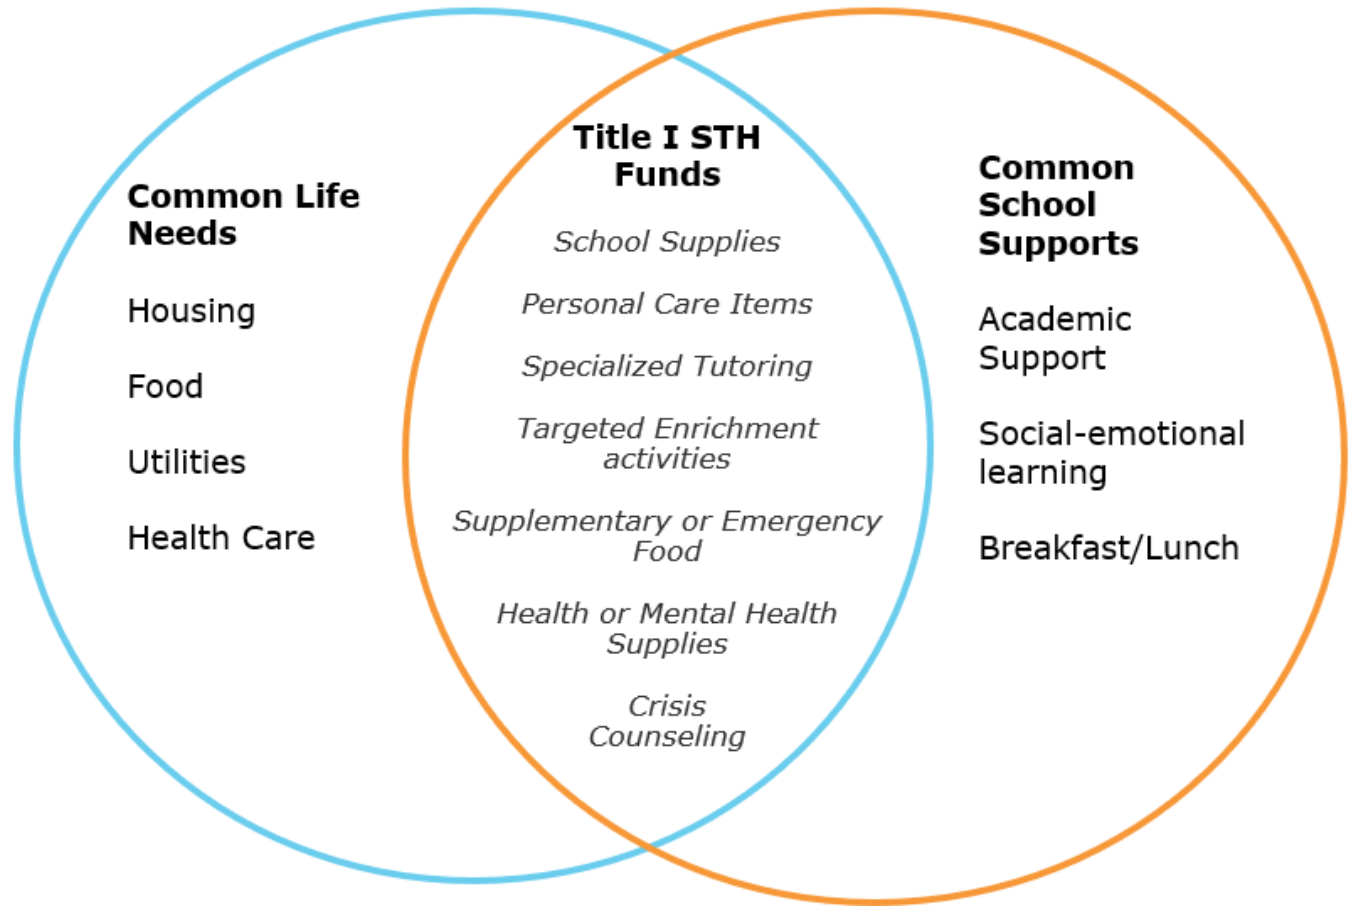 Common Life
Needs
Housing
Food
Utilities
Health Care
Title I STH
Funds
School Supplies
Personal Care Items
Specialized Tutoring
Targeted Enrichment
activities
Supplementary or Emergency
Food
Health or Mental Health
Supplies
Crisis
Counseling
Common
School
Supports
Academic
Support
Social-emotional
learning
Breakfast/Lunch